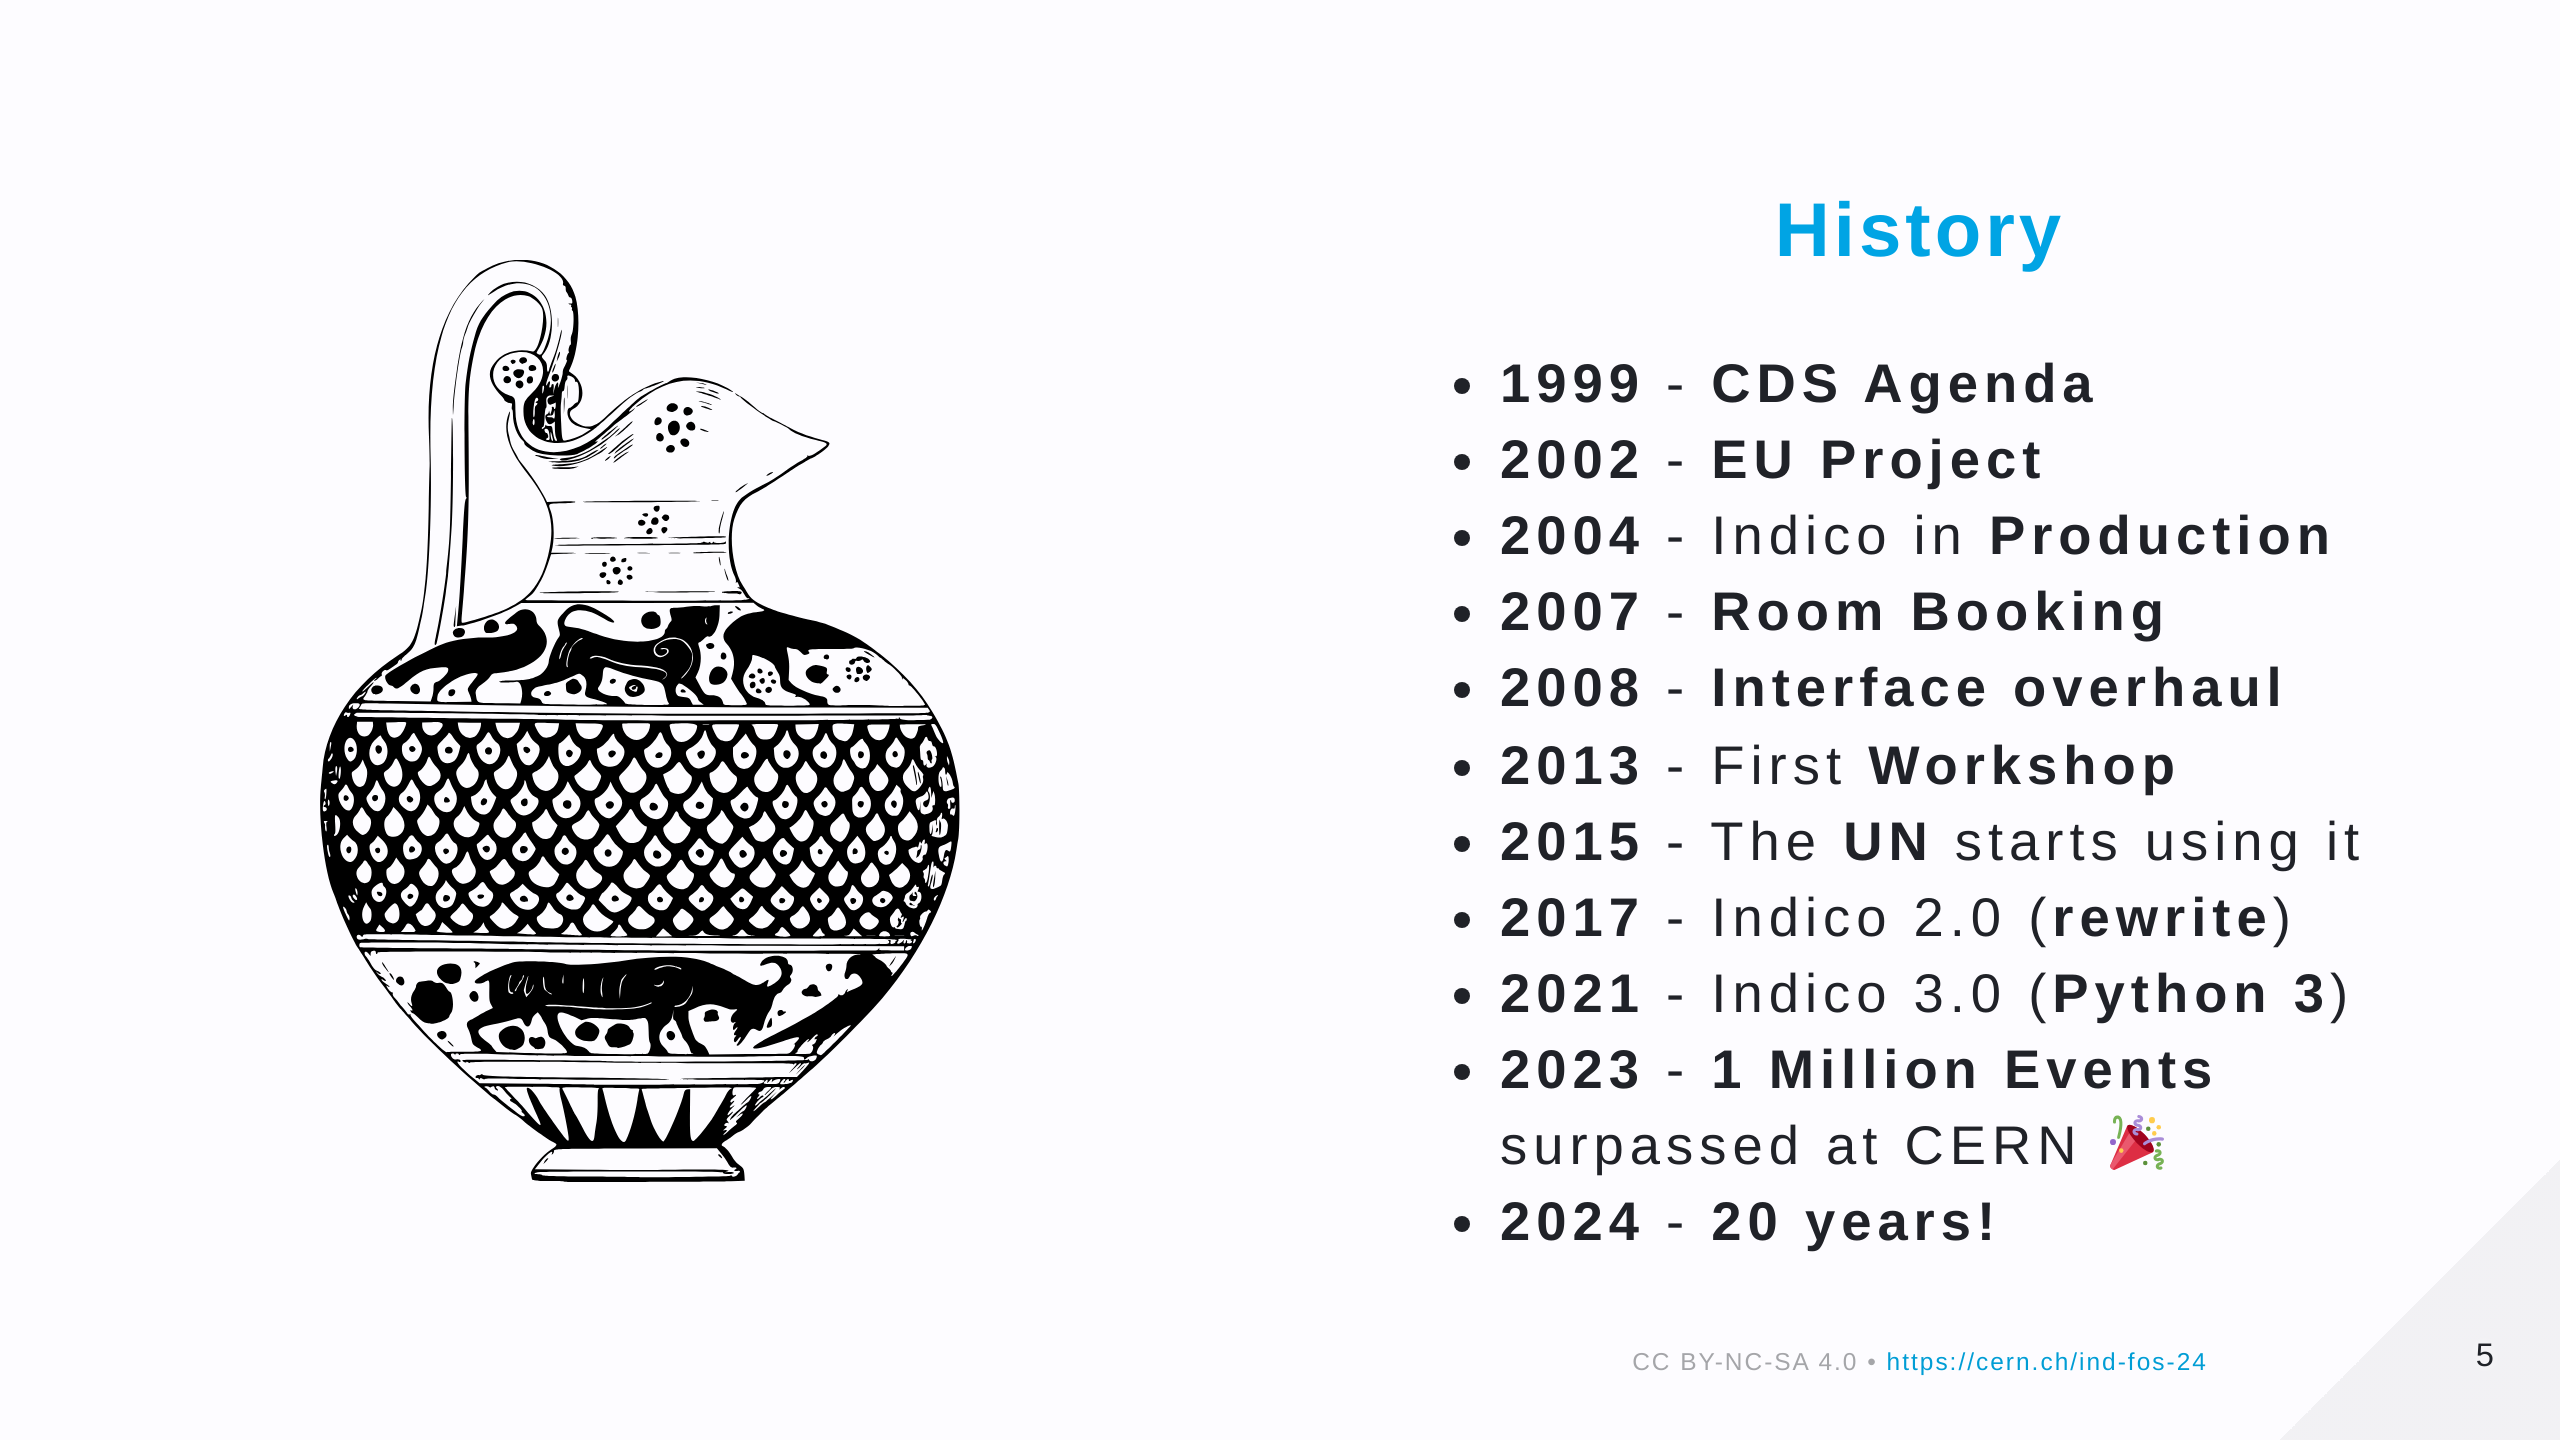 History
• 1999 - CDS Agenda
• 2002 - EU Project
• 2004 - Indico in Production
• 2007 - Room Booking
• 2008 - Interface overhaul
• 2013 - First Workshop
• 2015 - The UN starts using it
• 2017 - Indico 2.0 (rewrite)
• 2021 - Indico 3.0 (Python 3)
• 2023 - 1 Million Events
surpassed at CERN 🎉
• 2024 - 20 years!
CC BY-NC-SA 4.0 • https://cern.ch/ind-fos-24
5